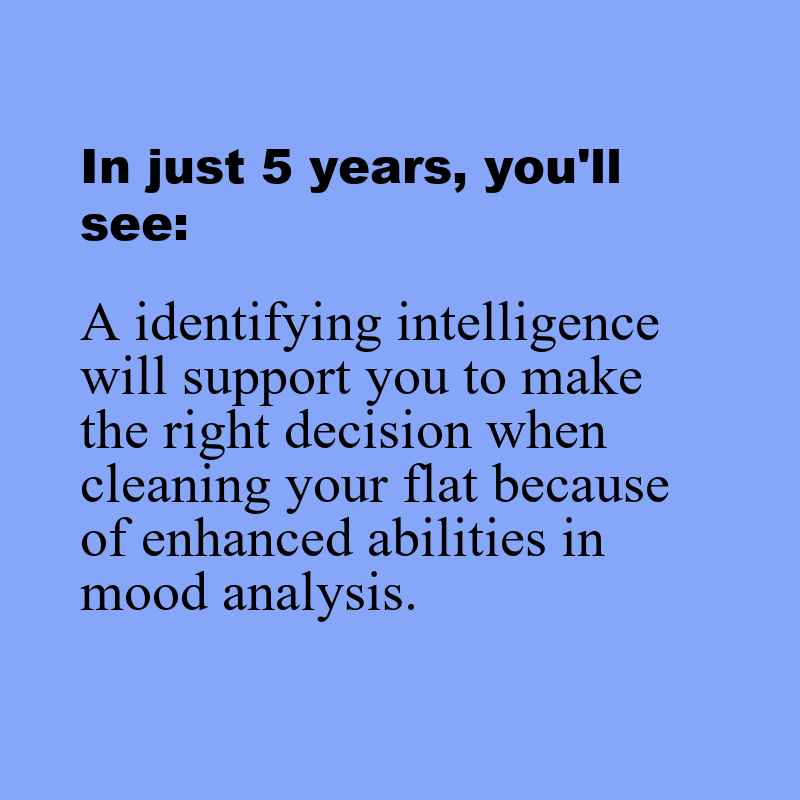 In just 5 years, you'll
see:
A identifying intelligence
will support you to make
the right decision when
cleaning your flat because
of enhanced abilities in
mood analysis.